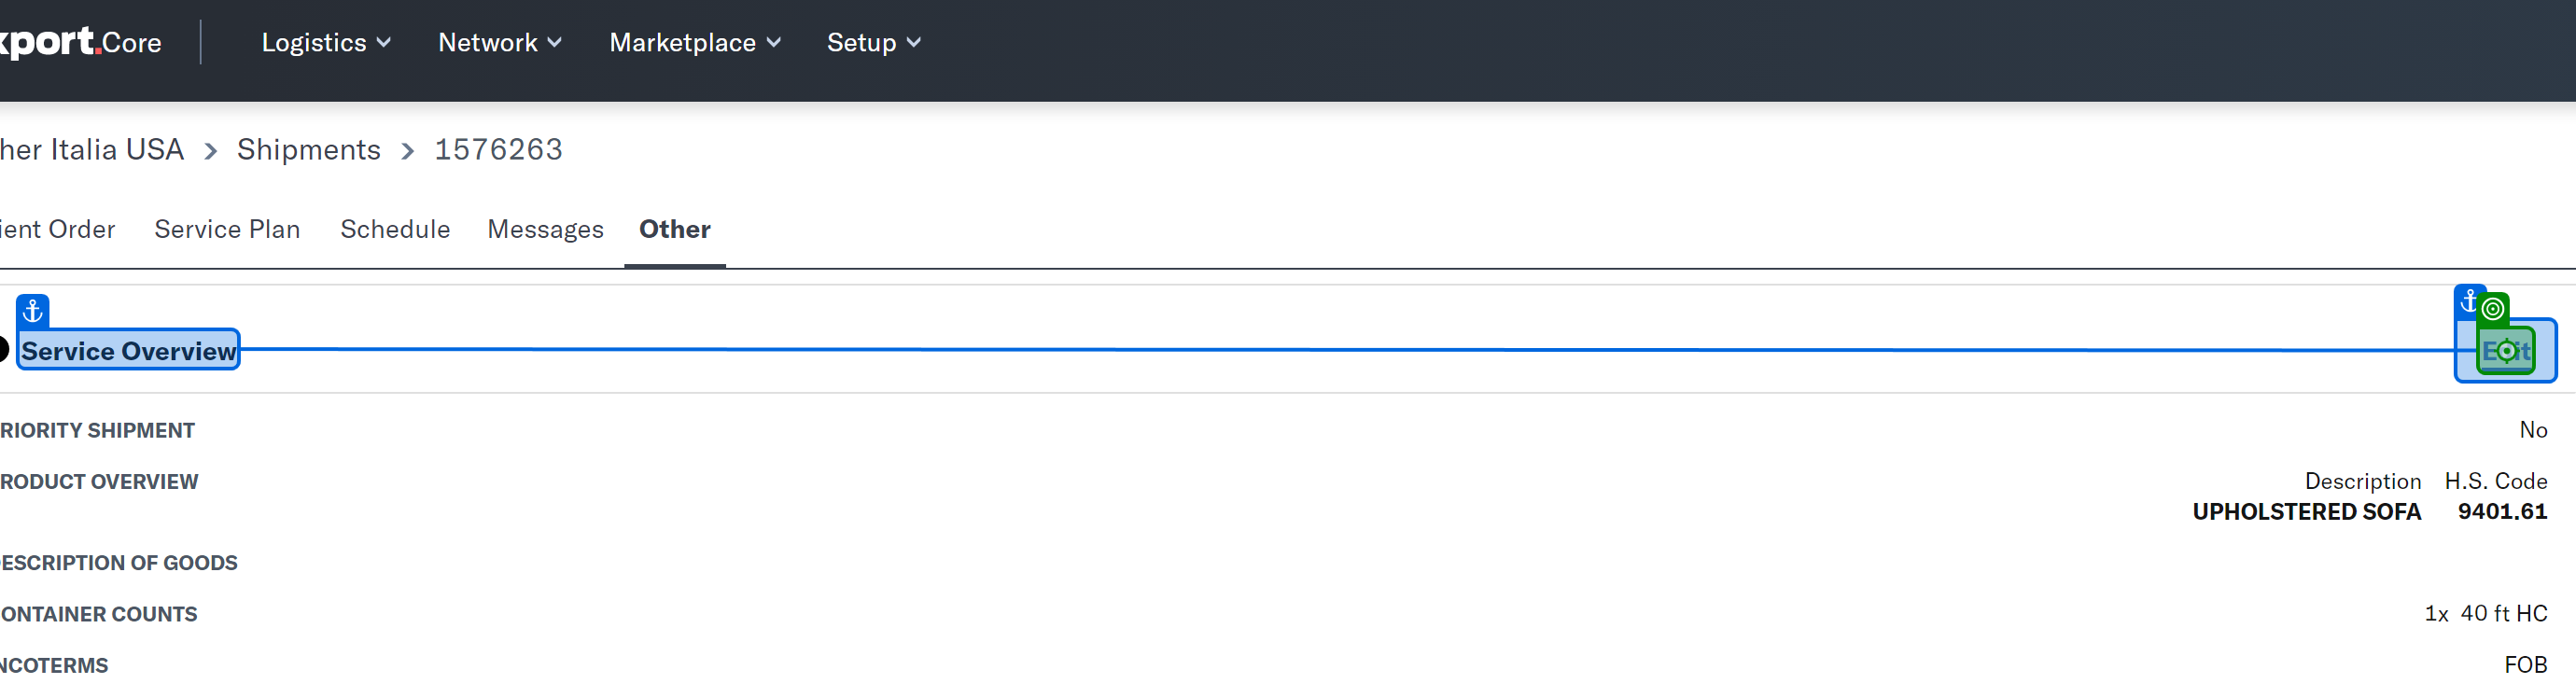 xport.Core Logistics Network Marketplace Setup
her Italia USA > Shipments > 1576263
ient Order Service Plan Schedule Messages Other
Service Overview Edit
RIORITY SHIPMENT No
RODUCT OVERVIEW Description H.S. Code
UPHOLSTERED SOFA 9401.61
ESCRIPTION OF GOODS
ONTAINER COUNTS 1x 40 ft HC
NCOTERMS FOB